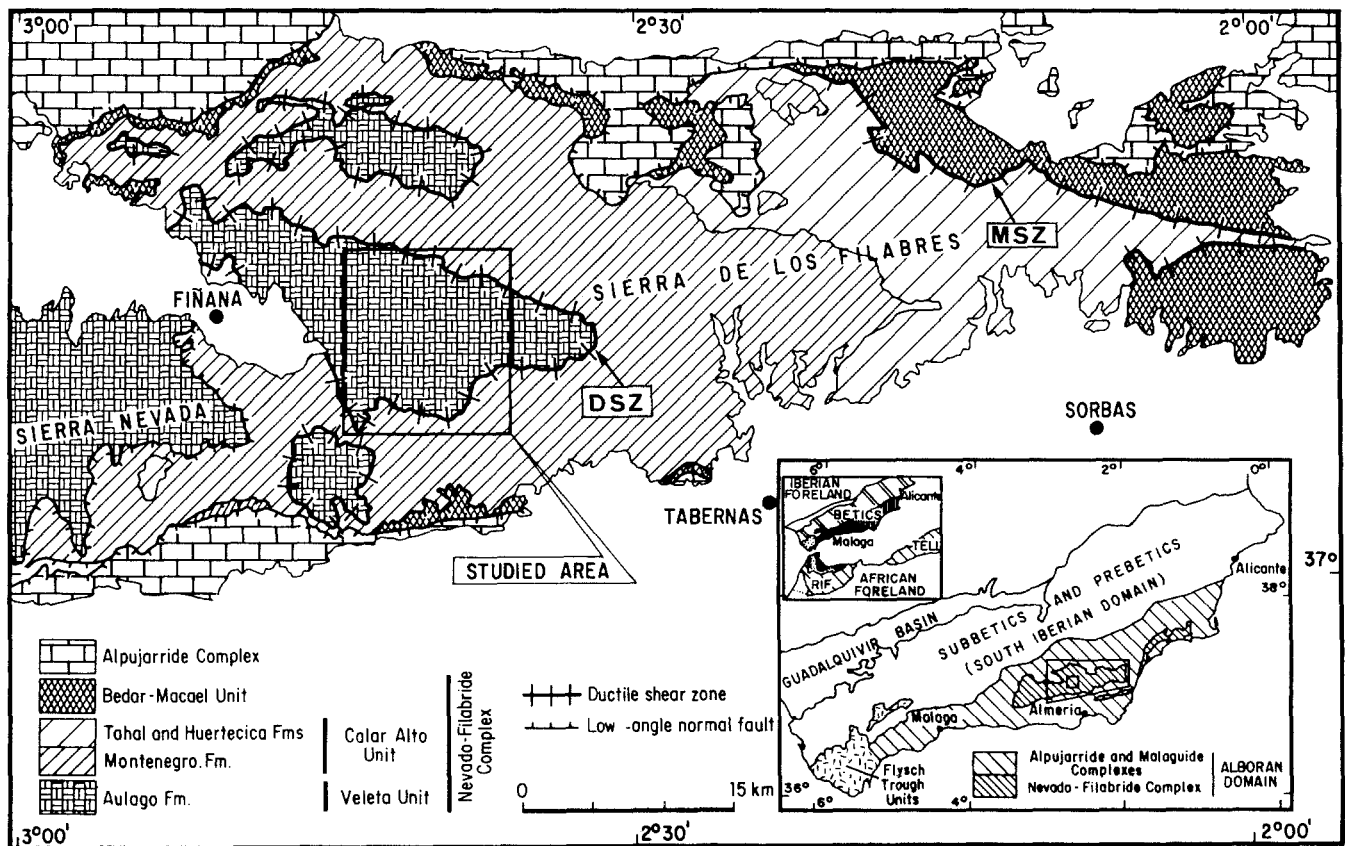 3°00'
2°30'
2°00'
MSZ
SIERRA DE LOS FILABRES
FIÑANA
DSZ
SIERRA NEVADA
SORBAS
TABERNAS
STUDIED AREA
37°
Alpujarride Complex
Bedar-Macael Unit
Tahal and Huertecica Fms
Montenegro. Fm.
Aulago Fm.
Calar Alto
Unit
Veleta Unit
Nevado-Filabride
Complex
Ductile shear zone
Low -angle normal fault
0
15 km
6°
4°
2°
0°
IBERIAN
FORELAND
Alicante
BETICS
Malaga
TELL
RIF
AFRICAN
FORELAND
Alicante
38°
GUADALQUIVIR BASIN
SUBBETICS AND PREBETICS
(SOUTH IBERIAN DOMAIN)
Almeria
Malaga
Flysch
Trough
Units
36°
6°
4°
Alpujarride and Malaguide
Complexes
Nevado-Filabride Complex
ALBORAN
DOMAIN
3°00'
2°30'
2°00'